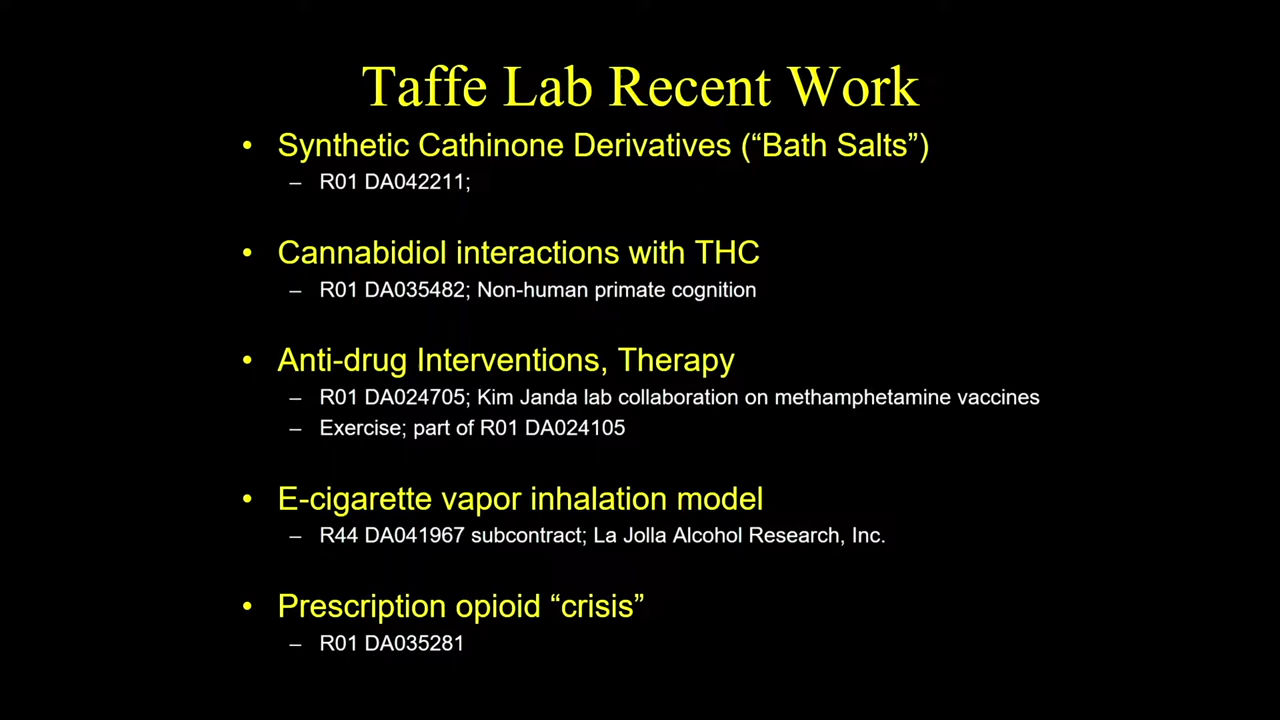 Taffe Lab Recent Work
• Synthetic Cathinone Derivatives (“Bath Salts”)
– R01 DA042211;
• Cannabidiol interactions with THC
– R01 DA035482; Non-human primate cognition
• Anti-drug Interventions, Therapy
– R01 DA024705; Kim Janda lab collaboration on methamphetamine vaccines
– Exercise; part of R01 DA024105
• E-cigarette vapor inhalation model
– R44 DA041967 subcontract; La Jolla Alcohol Research, Inc.
• Prescription opioid “crisis”
– R01 DA035281